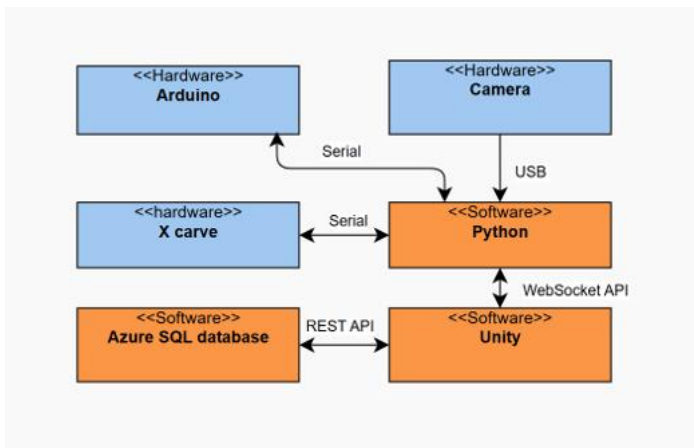 <<Hardware>>
Arduino
<<Hardware>>
Camera
Serial
USB
<<hardware>>
X carve
Serial
<<Software>>
Python
WebSocket API
<<Software>>
Azure SQL database
REST API
<<Software>>
Unity